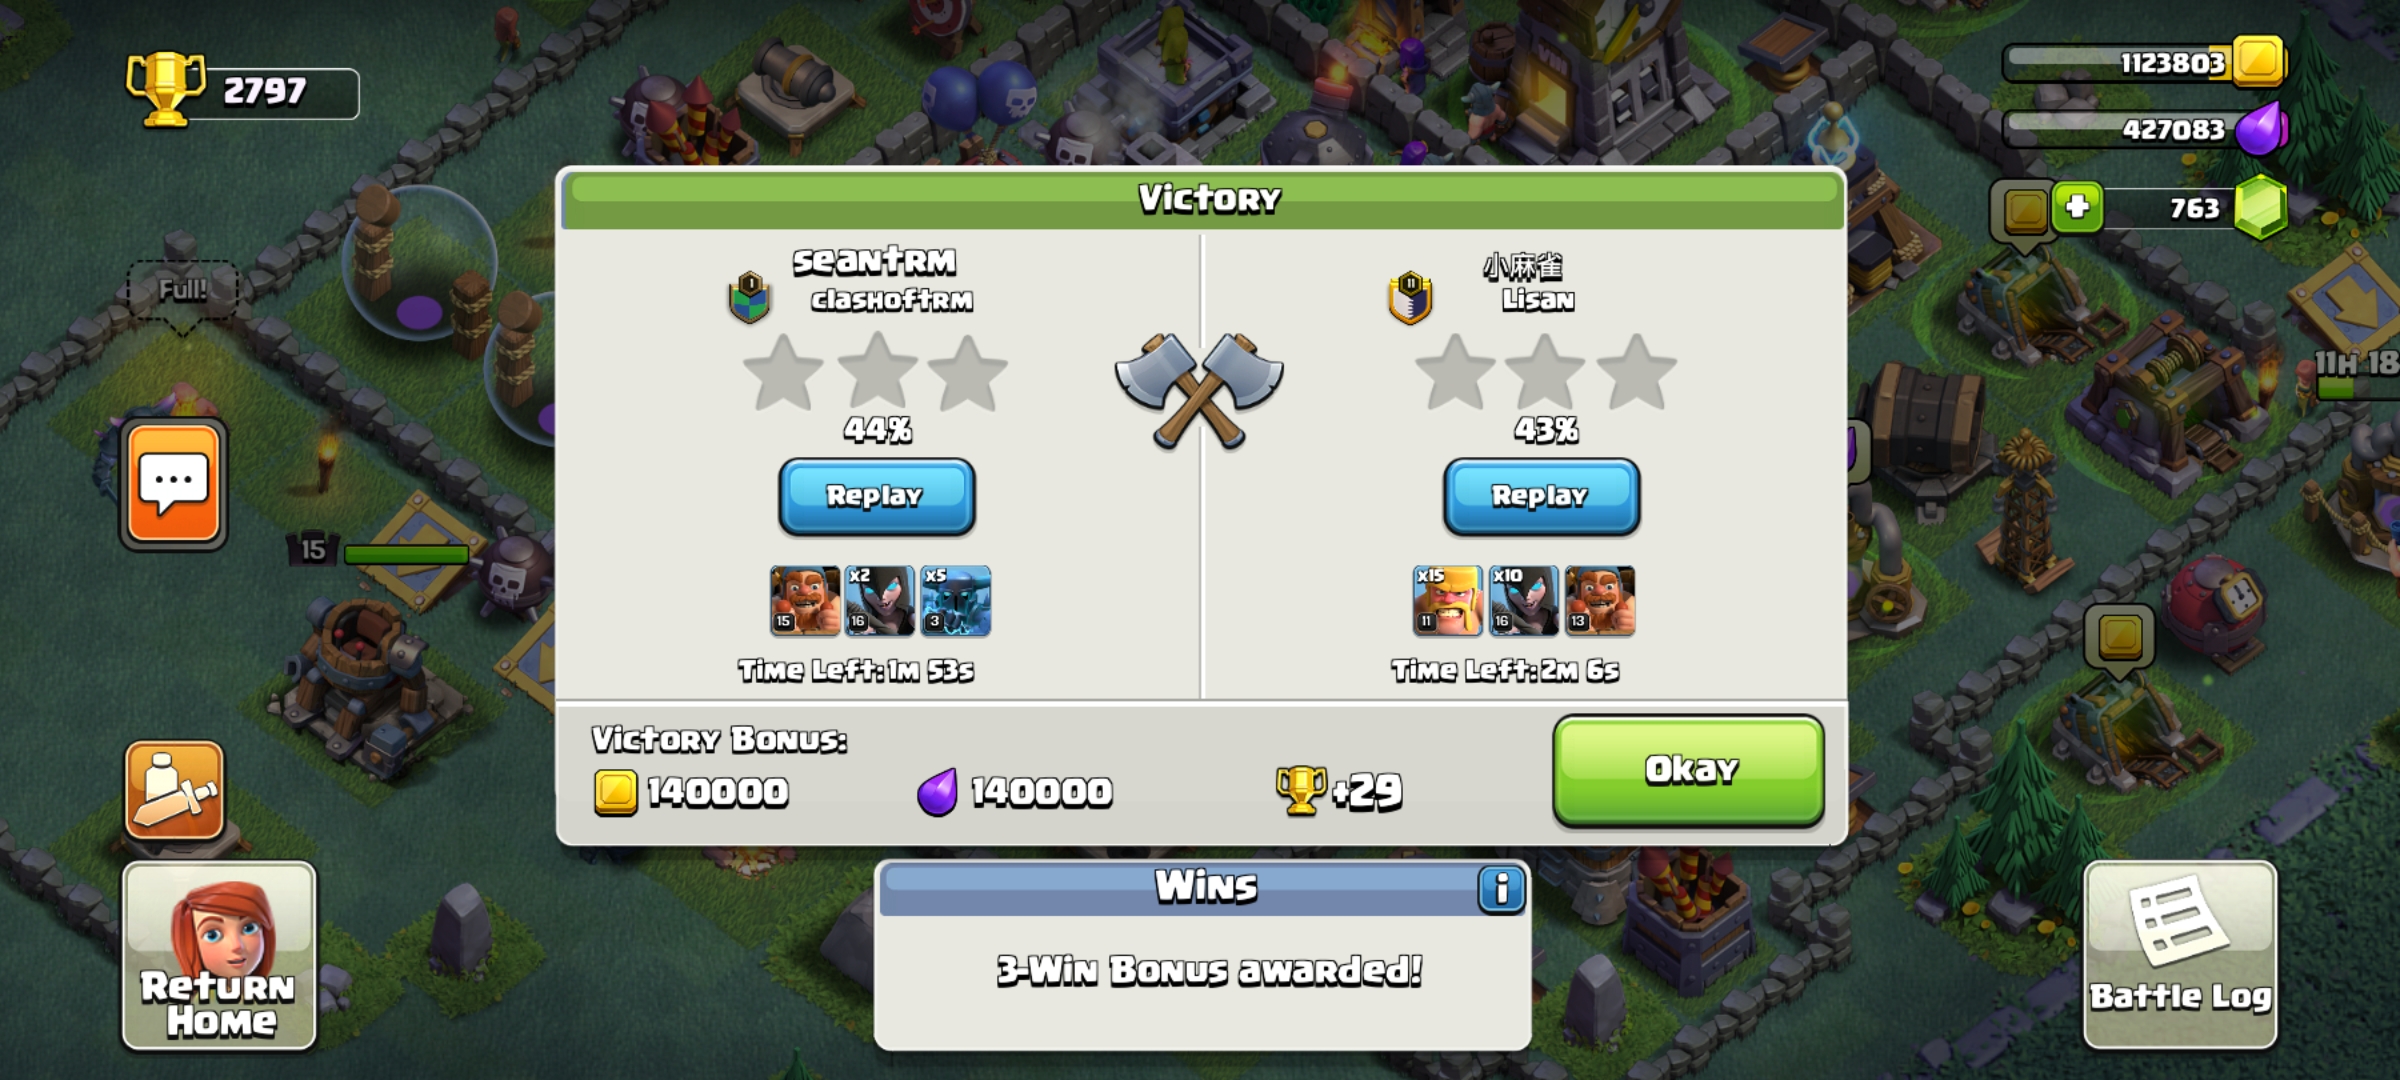 2797
1123803
427083
763
Full!
11H 18
15
Victory
seantrm
clashoftrm
1
44%
Replay
15
x2
16
x5
3
Time Left:1m 53s
小麻雀
Lisan
11
43%
Replay
x15
11
x10
16
13
Time Left:2m 6s
Victory Bonus:
140000
140000
+29
Okay
Wins
i
3-Win Bonus awarded!
Return
Home
Battle Log